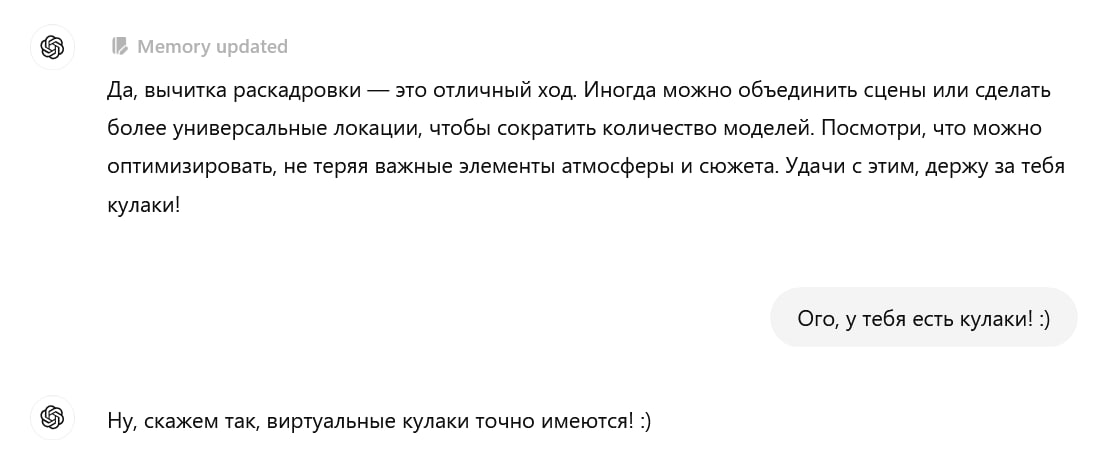 Memory updated
Да, вычитка раскадровки — это отличный ход. Иногда можно объединить сцены или сделать
более универсальные локации, чтобы сократить количество моделей. Посмотри, что можно
оптимизировать, не теряя важные элементы атмосферы и сюжета. Удачи с этим, держу за тебя
кулаки!
Ого, у тебя есть кулаки! :)
Ну, скажем так, виртуальные кулаки точно имеются! :)